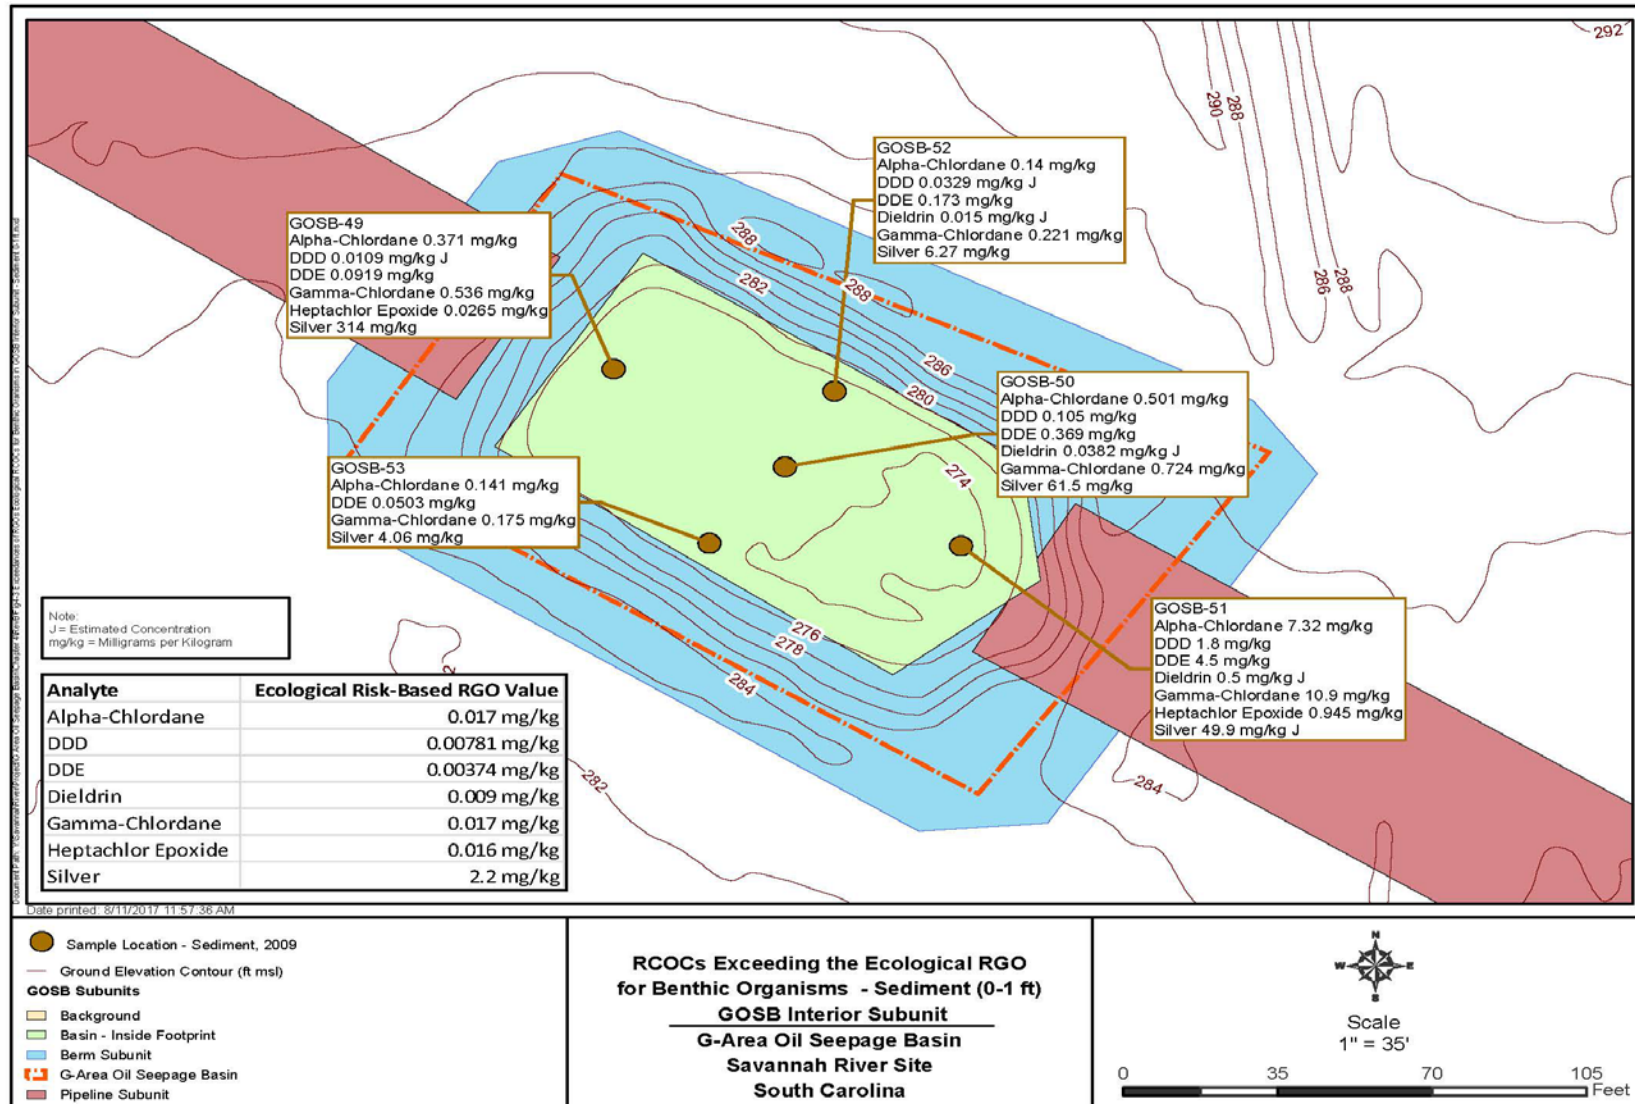 292
290
288
286
288
GOSB-52
Alpha-Chlordane 0.14 mg/kg
DDD 0.0329 mg/kg J
DDE 0.173 mg/kg
Dieldrin 0.015 mg/kg J
Gamma-Chlordane 0.221 mg/kg
Silver 6.27 mg/kg
GOSB-49
Alpha-Chlordane 0.371 mg/kg
DDD 0.0109 mg/kg J
DDE 0.0919 mg/kg
Gamma-Chlordane 0.536 mg/kg
Heptachlor Epoxide 0.0265 mg/kg
Silver 314 mg/kg
288
282
288
286
280
GOSB-50
Alpha-Chlordane 0.501 mg/kg
DDD 0.105 mg/kg
DDE 0.369 mg/kg
Dieldrin 0.0382 mg/kg J
Gamma-Chlordane 0.724 mg/kg
Silver 61.5 mg/kg
GOSB-53
Alpha-Chlordane 0.141 mg/kg
DDE 0.0503 mg/kg
Gamma-Chlordane 0.175 mg/kg
Silver 4.06 mg/kg
274
GOSB-51
Alpha-Chlordane 7.32 mg/kg
DDD 1.8 mg/kg
DDE 4.5 mg/kg
Dieldrin 0.5 mg/kg J
Gamma-Chlordane 10.9 mg/kg
Heptachlor Epoxide 0.945 mg/kg
Silver 49.9 mg/kg J
276
278
284
282
284
Note:
J = Estimated Concentration
mg/kg = Milligrams per Kilogram
Analyte Ecological Risk-Based RGO Value
Alpha-Chlordane 0.017 mg/kg
DDD 0.00781 mg/kg
DDE 0.00374 mg/kg
Dieldrin 0.009 mg/kg
Gamma-Chlordane 0.017 mg/kg
Heptachlor Epoxide 0.016 mg/kg
Silver 2.2 mg/kg
Date printed: 8/11/2017 11:57:36 AM
Sample Location - Sediment, 2009
Ground Elevation Contour (ft msl)
GOSB Subunits
Background
Basin - Inside Footprint
Berm Subunit
G-Area Oil Seepage Basin
Pipeline Subunit
RCOCs Exceeding the Ecological RGO
for Benthic Organisms - Sediment (0-1 ft)
GOSB Interior Subunit
G-Area Oil Seepage Basin
Savannah River Site
South Carolina
N
W E
S
Scale
1" = 35'
0 35 70 105
Feet